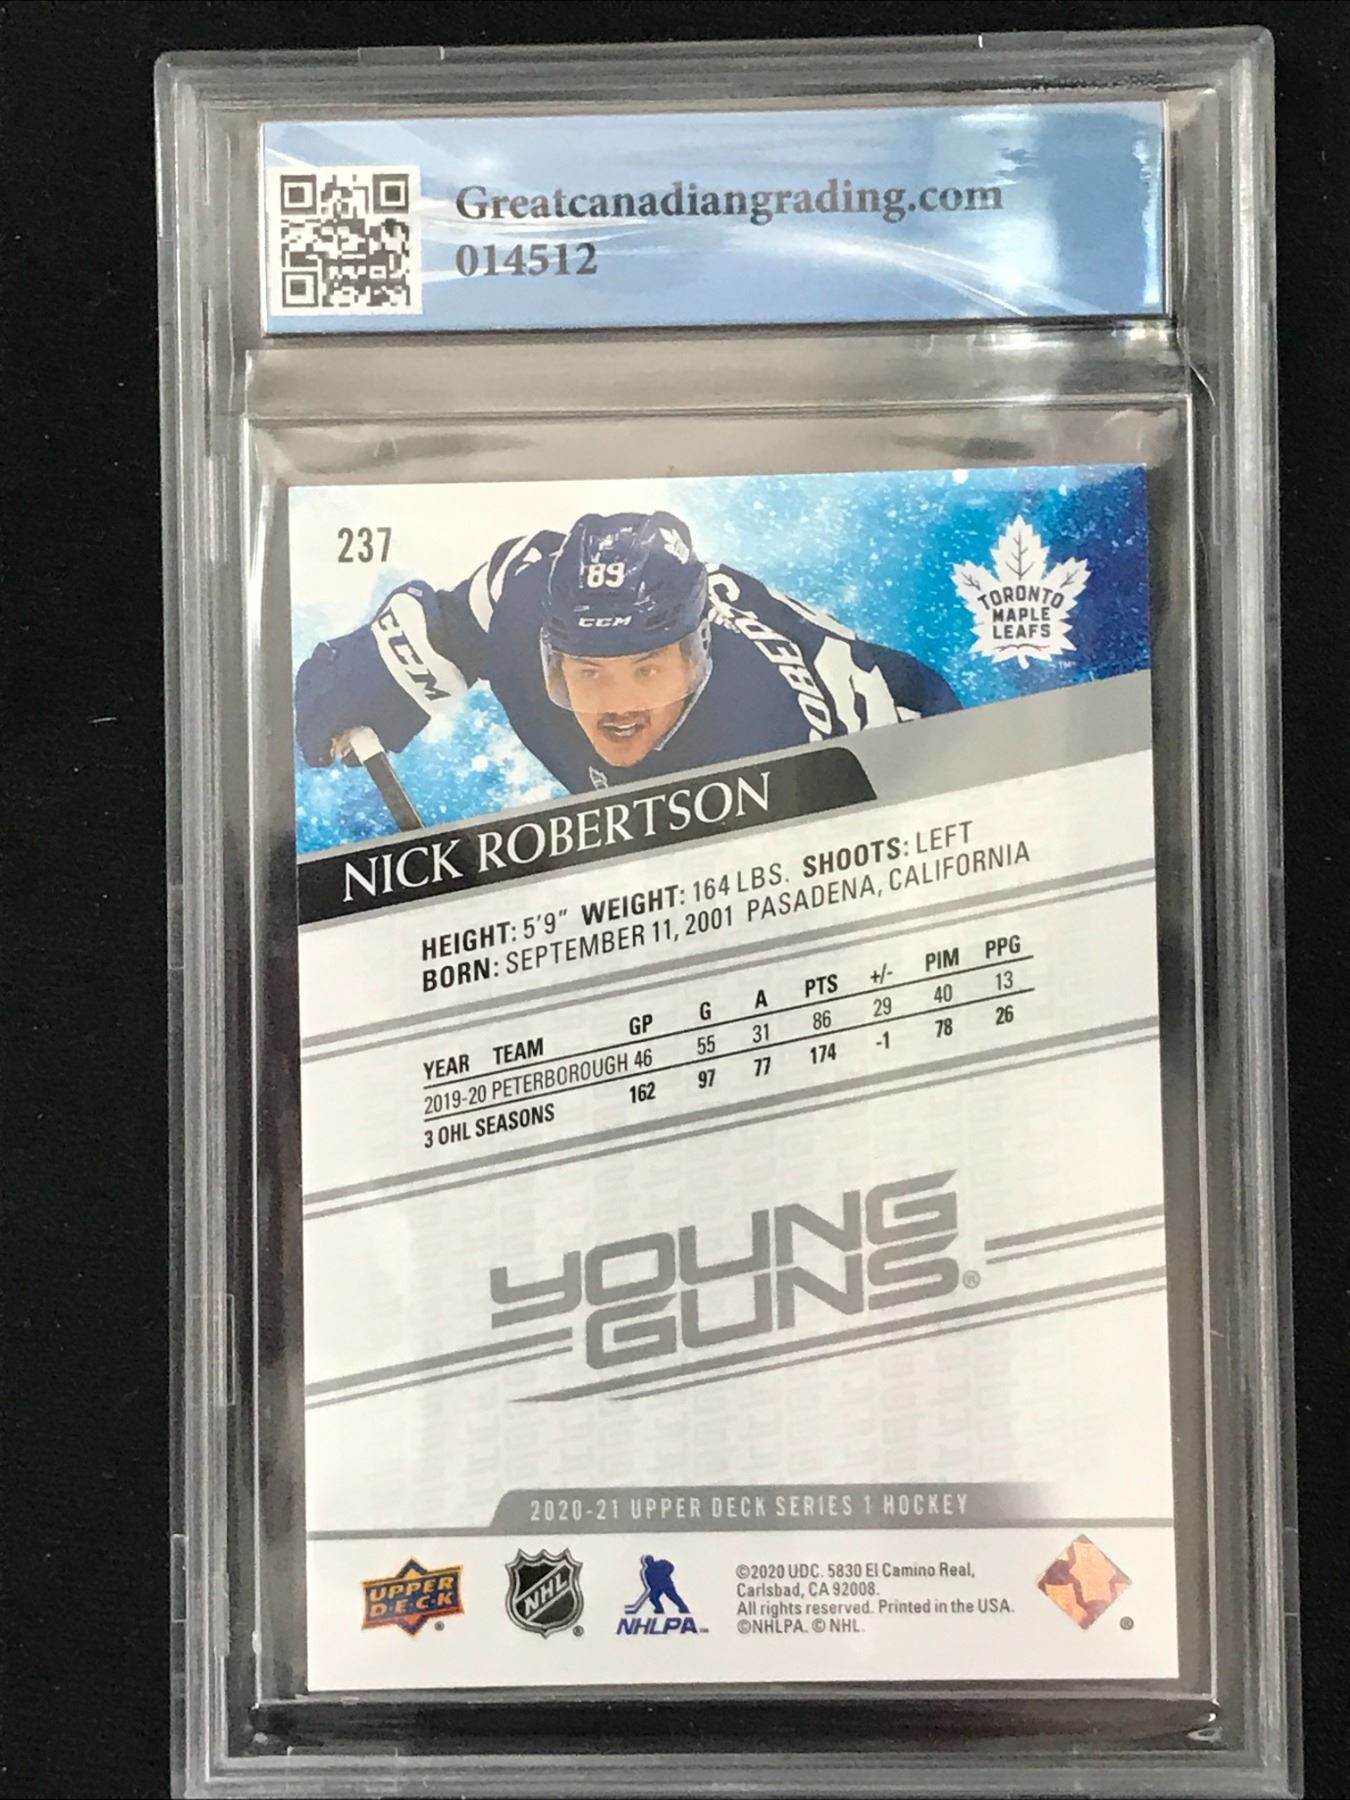 Greatcanadiangrading.com
014512
237
89
CCM
CCM
TORONTO
MAPLE
LEAFS
TM
NICK ROBERTSON
HEIGHT: 5'9" WEIGHT: 164 LBS. SHOOTS: LEFT
BORN: SEPTEMBER 11, 2001 PASADENA, CALIFORNIA
YEAR TEAM GP G A PTS +/- PIM PPG
2019-20 PETERBOROUGH 46 55 31 86 29 40 13
3 OHL SEASONS 162 97 77 174 -1 78 26
YOUNG
GUNS®
2020-21 UPPER DECK SERIES 1 HOCKEY
UPPER
D·E·C·K ®
NHL ®
NHLPA™
©2020 UDC. 5830 El Camino Real,
Carlsbad, CA 92008.
All rights reserved. Printed in the USA.
©NHLPA. © NHL.
®